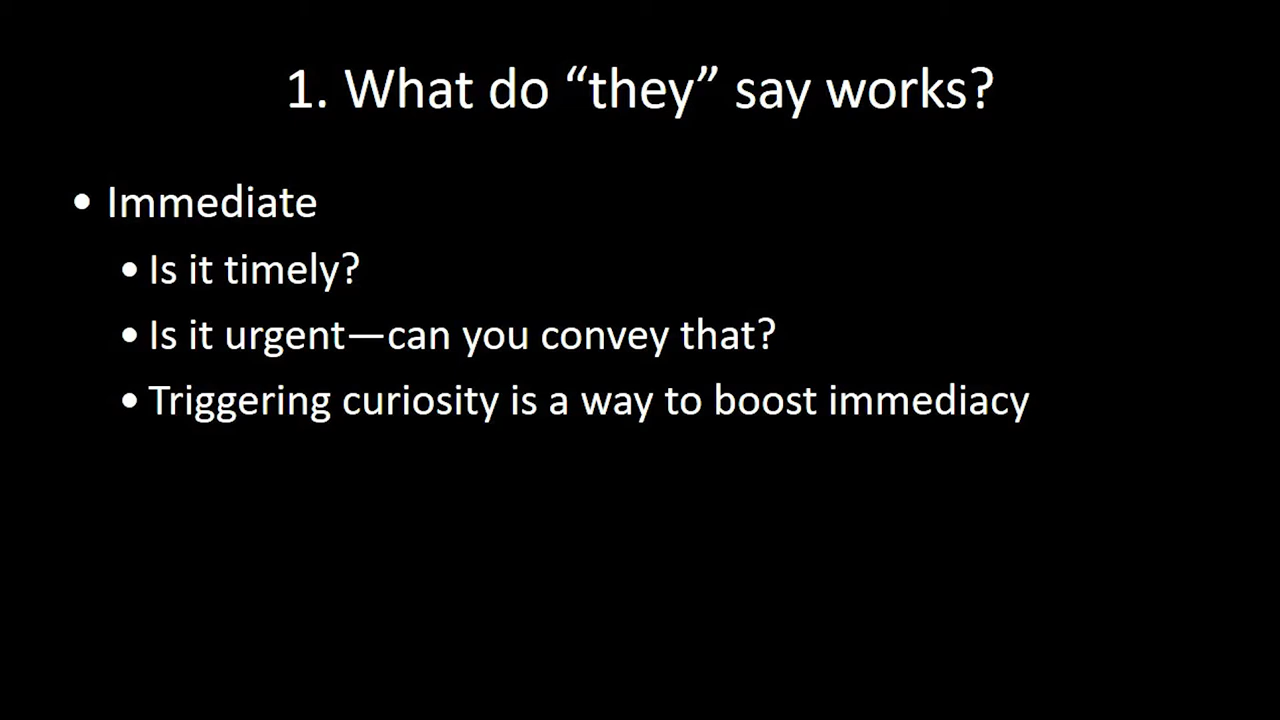 1. What do “they” say works?
• Immediate
• Is it timely?
• Is it urgent—can you convey that?
• Triggering curiosity is a way to boost immediacy